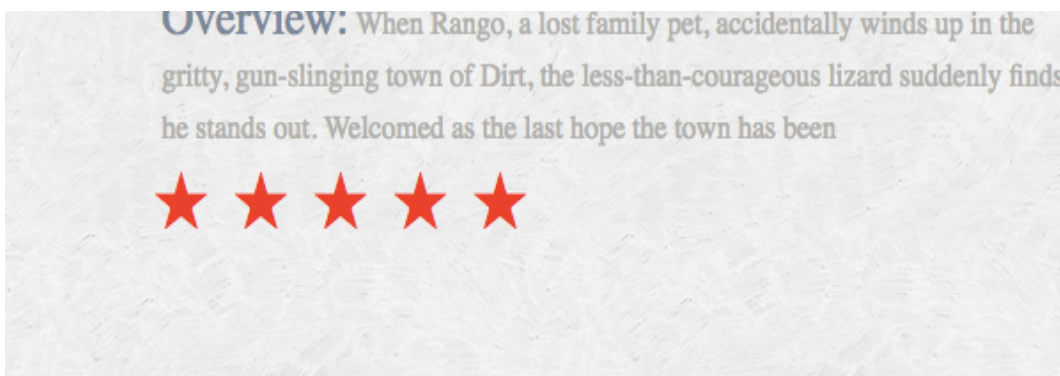 Overview: When Rango, a lost family pet, accidentally winds up in the
gritty, gun-slinging town of Dirt, the less-than-courageous lizard suddenly finds
he stands out. Welcomed as the last hope the town has been